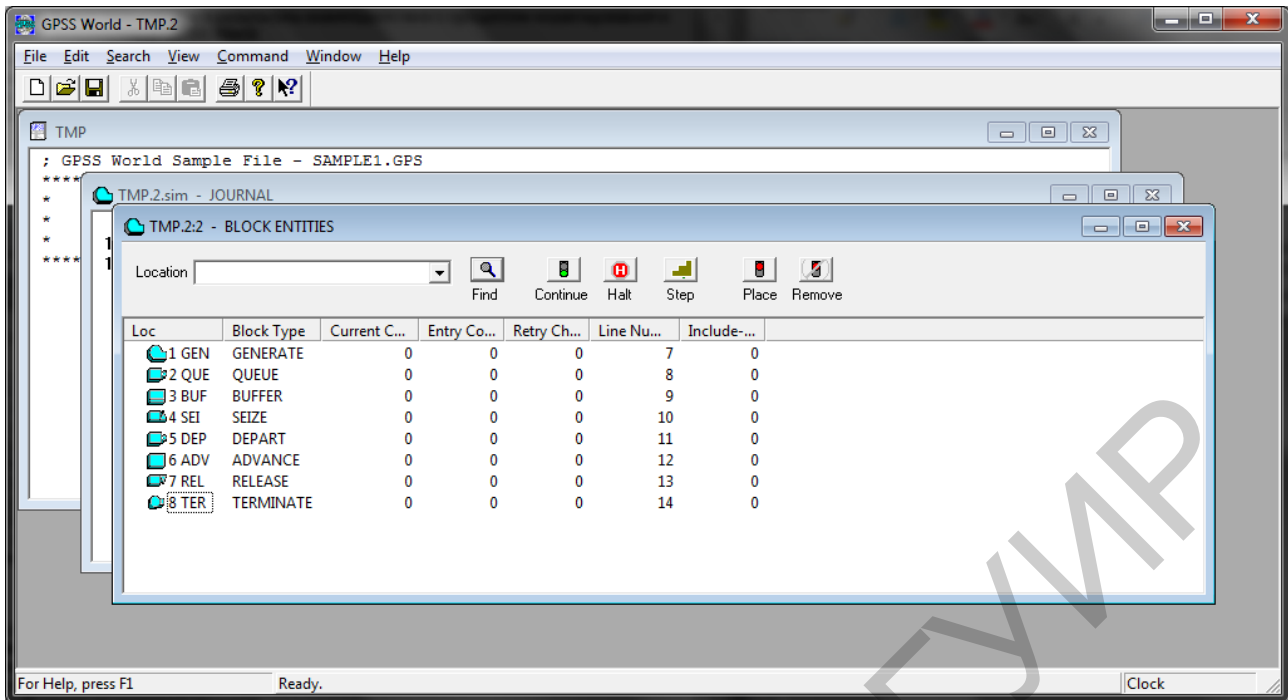 GPSS World - TMP.2
File Edit Search View Command Window Help
TMP
; GPSS World Sample File - SAMPLE1.GPS
****
*
*
*
****
TMP.2.sim - JOURNAL
1
1
TMP.2:2 - BLOCK ENTITIES
Location
Find Continue Halt Step Place Remove
Loc Block Type Current C... Entry Co... Retry Ch... Line Nu... Include-...
1 GEN GENERATE 0 0 0 7 0
2 QUE QUEUE 0 0 0 8 0
3 BUF BUFFER 0 0 0 9 0
4 SEI SEIZE 0 0 0 10 0
5 DEP DEPART 0 0 0 11 0
6 ADV ADVANCE 0 0 0 12 0
7 REL RELEASE 0 0 0 13 0
8 TER TERMINATE 0 0 0 14 0
ГУИР
For Help, press F1 Ready. Clock